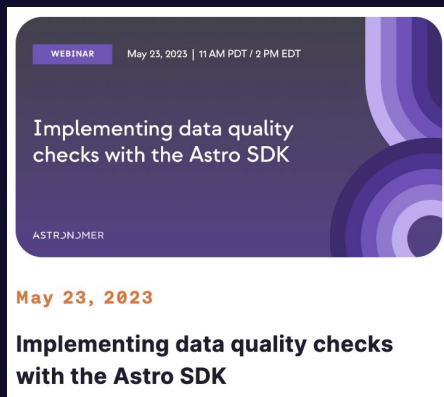 WEBINAR May 23, 2023 | 11 AM PDT / 2 PM EDT
Implementing data quality
checks with the Astro SDK
ASTRONOMER
May 23, 2023
Implementing data quality checks
with the Astro SDK